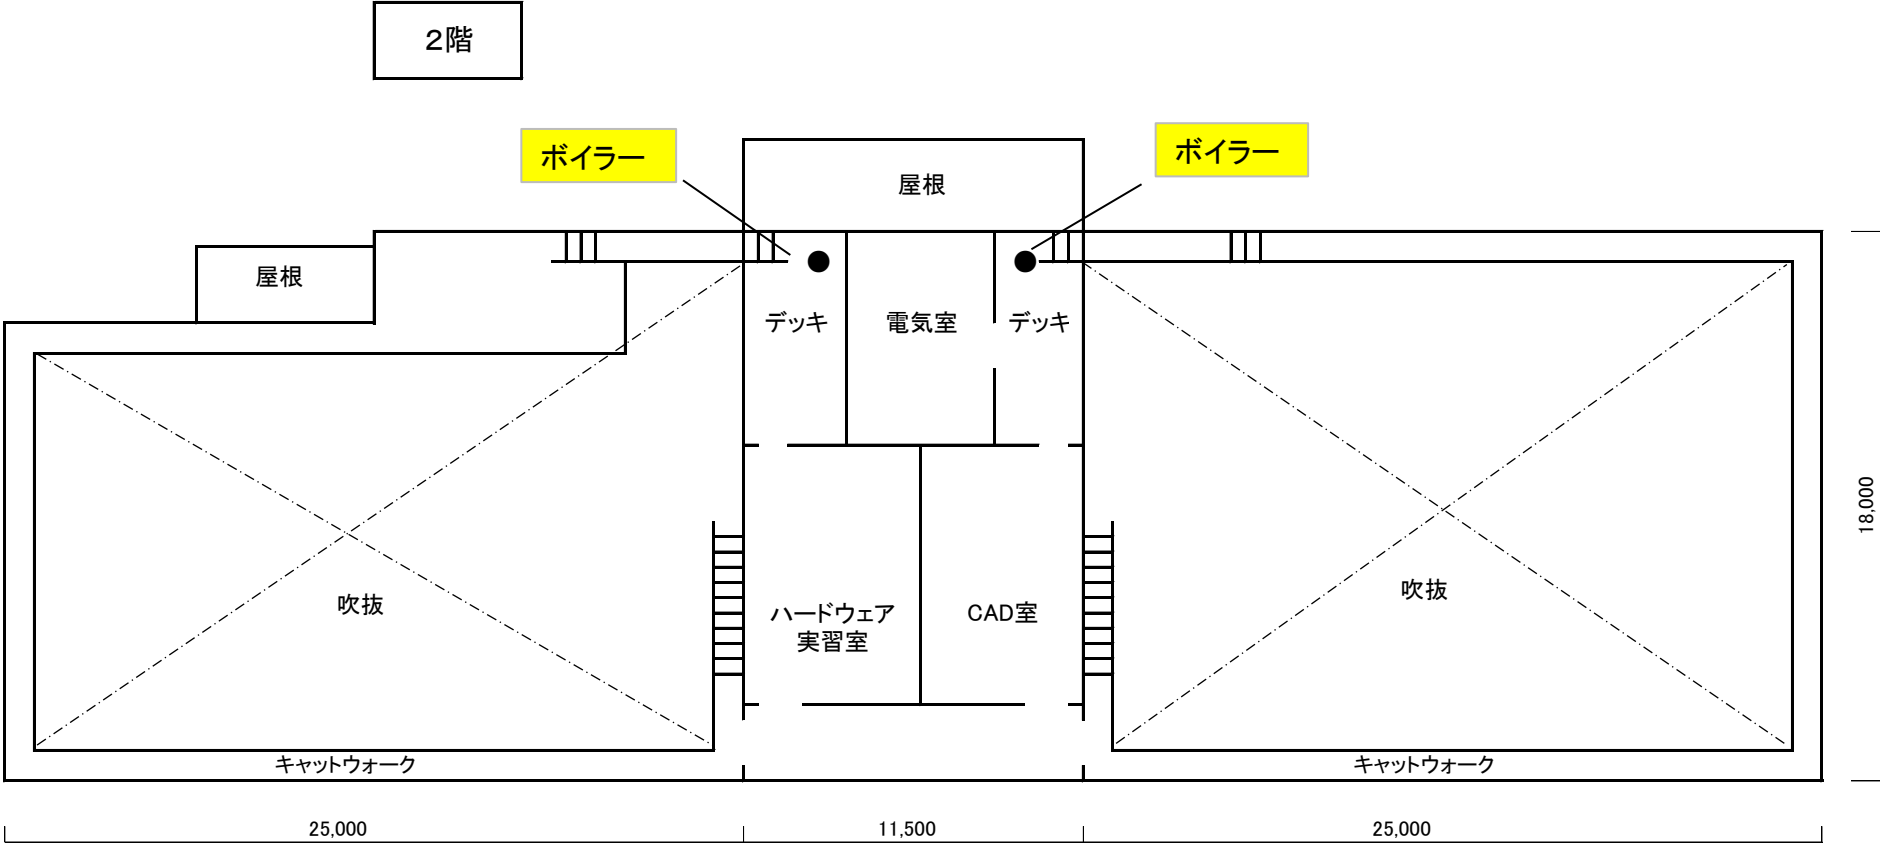 2階
ボイラー
ボイラー
屋根
屋根
デッキ
電気室
デッキ
18,000
吹抜
吹抜
ハードウェア
実習室
CAD室
キャットウォーク
キャットウォーク
25,000
11,500
25,000